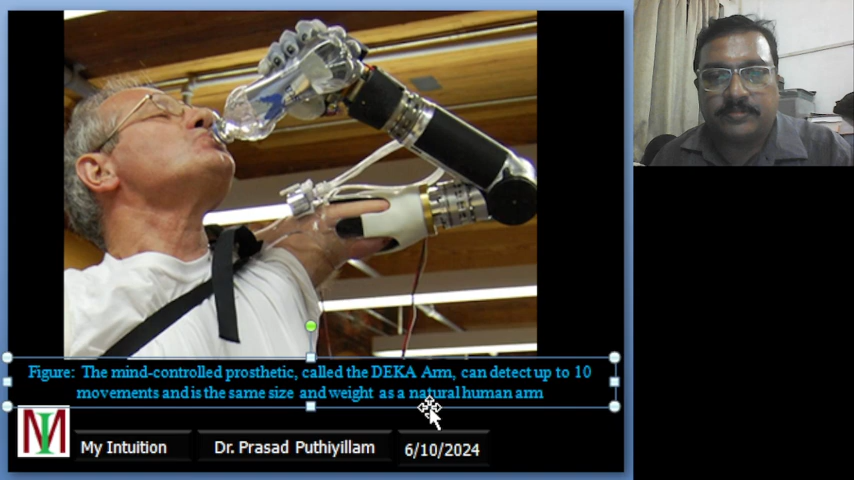 Figure: The mind-controlled prosthetic, called the DEKA Arm, can detect up to 10
movements and is the same size and weight as a natural human arm
MI
My Intuition
Dr. Prasad Puthiyillam
6/10/2024